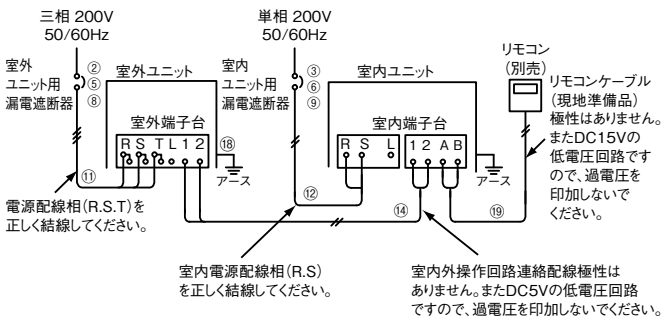 三相 200V
50/60Hz
単相 200V
50/60Hz
リモコン
(別売)
室外
ユニット用
漏電遮断器
②
⑤
⑧
室外ユニット
室内
ユニット用
漏電遮断器
③
⑥
⑨
室内ユニット
リモコンケーブル
(現地準備品)
極性はありません。
またDC15Vの
低電圧回路です
ので、過電圧を
印加しないで
ください。
室外端子台
R S T L 1 2
⑱
アース
室内端子台
R S L
1 2 A B
アース
⑪
⑫
⑭
⑲
電源配線相(R.S.T)を
正しく結線してください。
室内電源配線相(R.S)
を正しく結線してください。
室内外操作回路連絡配線極性は
ありません。またDC5Vの低電圧回路
ですので、過電圧を印加しないでください。